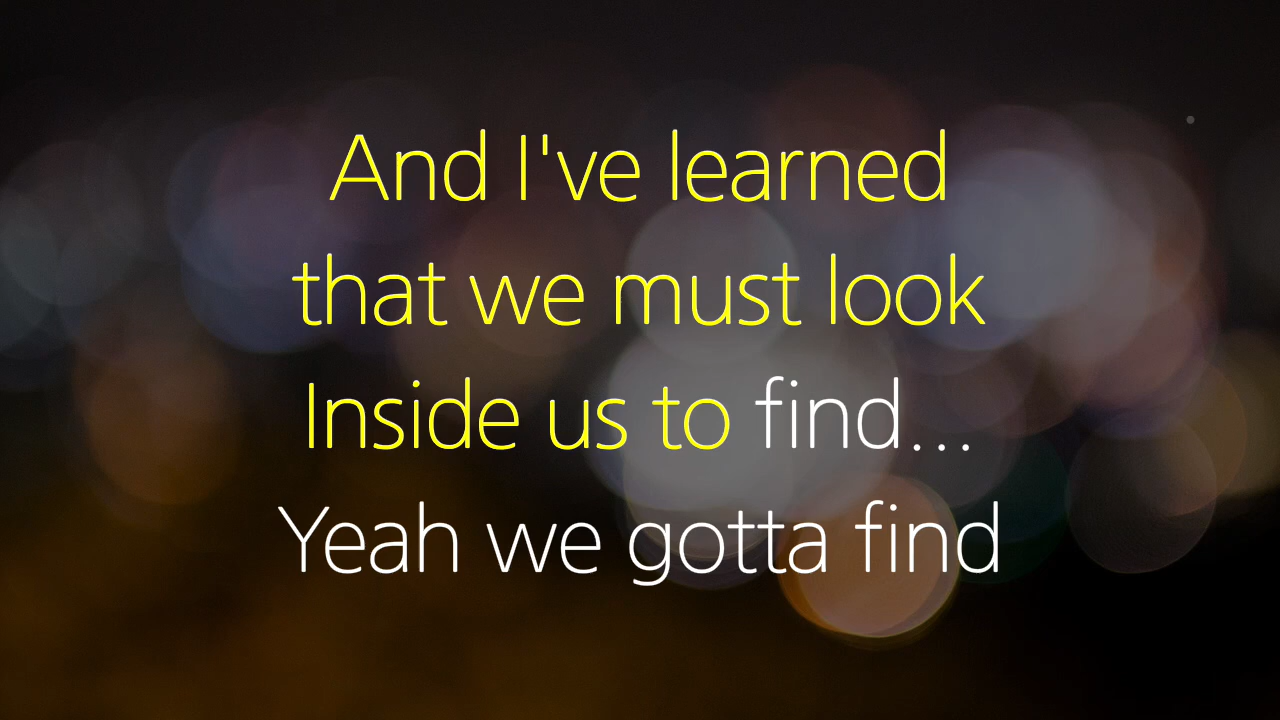 And I've learned
that we must look
Inside us to find...
Yeah we gotta find